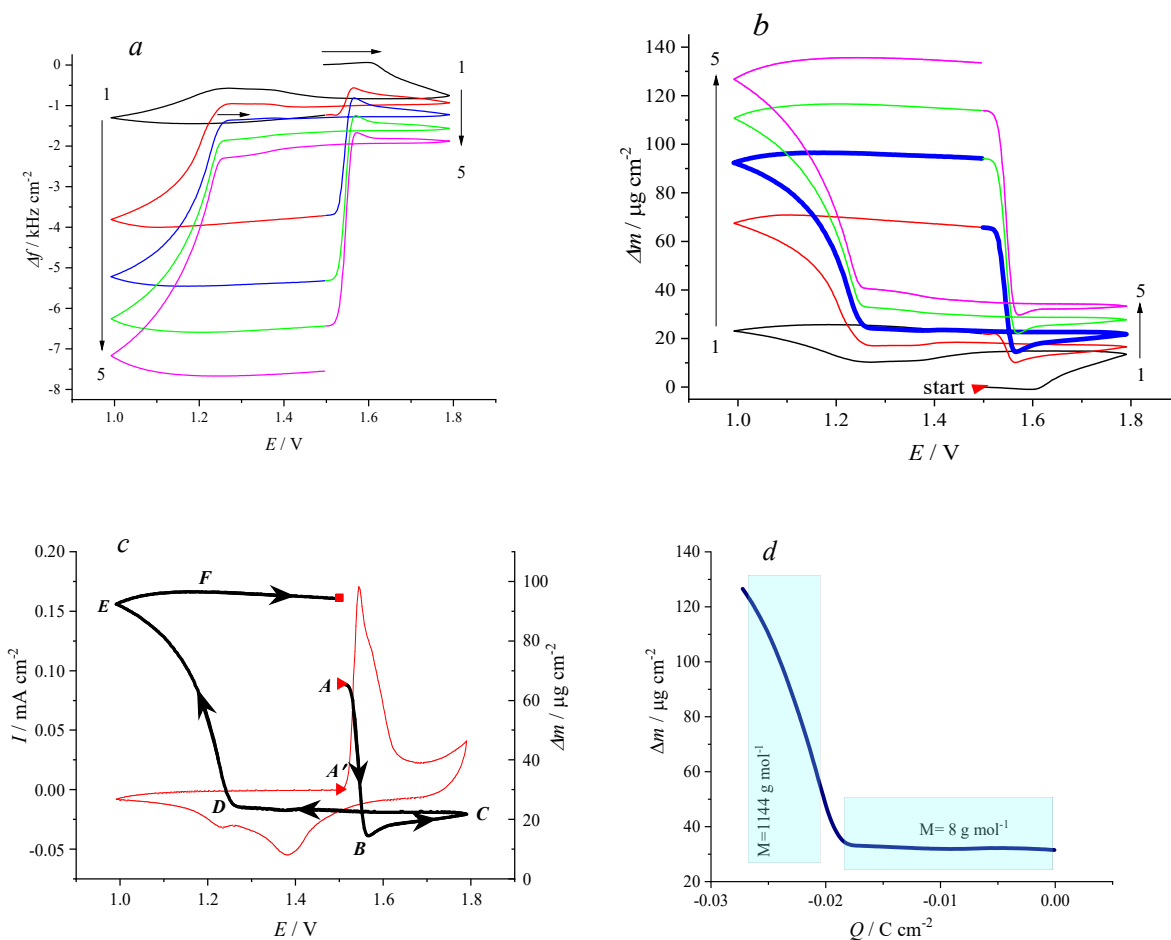 a
0
-1
-2
-3
-4
-5
-6
-7
-8
1
5
1
5
1.0
1.2
1.4
1.6
1.8
Δf / kHz cm-2
E / V
b
140
120
100
80
60
40
20
0
5
1
5
1
start
1.0
1.2
1.4
1.6
1.8
Δm / μg cm-2
E / V
c
0.20
0.15
0.10
0.05
0.00
-0.05
100
80
60
40
20
0
F
E
A
A'
D
C
B
1.0
1.2
1.4
1.6
1.8
I / mA cm-2
Δm / μg cm-2
E / V
d
140
120
100
80
60
40
20
M=1144 g mol-1
M= 8 g mol-1
-0.03
-0.02
-0.01
0.00
Δm / μg cm-2
Q / C cm-2